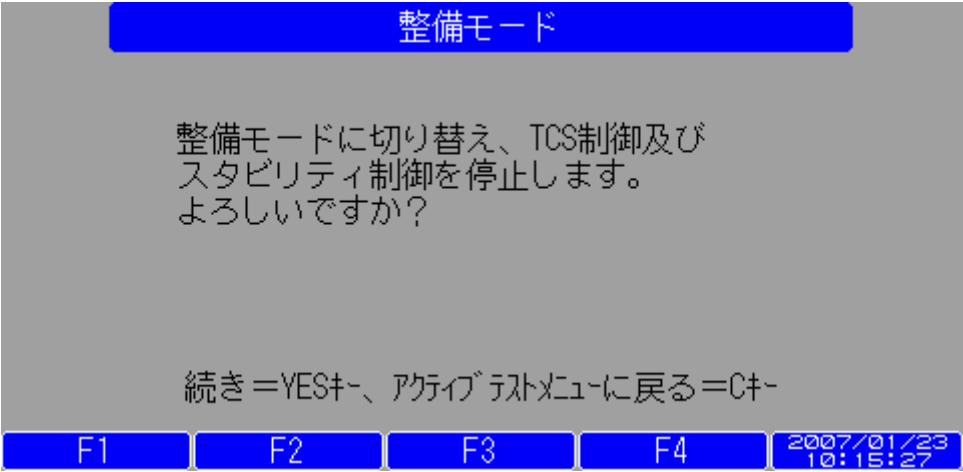 整備モード
整備モードに切り替え、TCS制御及び
スタビリティ制御を停止します。
よろしいですか？
続き＝YESｷｰ、ｱｸﾃｨﾌﾞﾃｽﾄﾒﾆｭｰに戻る＝Cｷｰ
F1 F2 F3 F4 2007/01/23
10:15:27